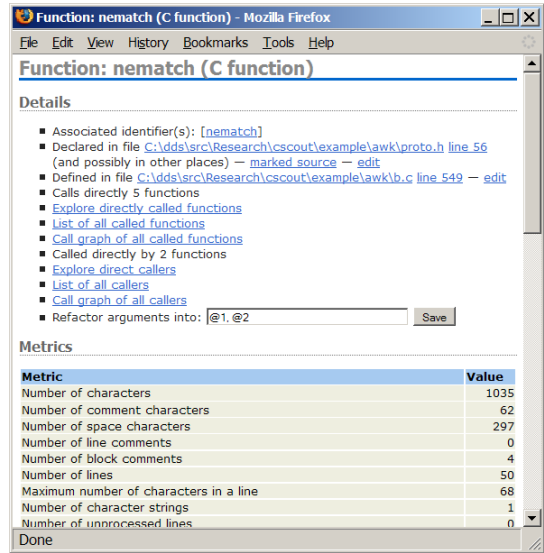 Function: nematch (C function) - Mozilla Firefox
File Edit View History Bookmarks Tools Help
Function: nematch (C function)
Details
Associated identifier(s): [nematch]
Declared in file C:\dds\src\Research\cscout\example\awk\proto.h line 56
(and possibly in other places) — marked source — edit
Defined in file C:\dds\src\Research\cscout\example\awk\b.c line 549 — edit
Calls directly 5 functions
Explore directly called functions
List of all called functions
Call graph of all called functions
Called directly by 2 functions
Explore direct callers
List of all callers
Call graph of all callers
Refactor arguments into: @1, @2 Save
Metrics
Metric Value
Number of characters 1035
Number of comment characters 62
Number of space characters 297
Number of line comments 0
Number of block comments 4
Number of lines 50
Maximum number of characters in a line 68
Number of character strings 1
Number of unprocessed lines 0
Done